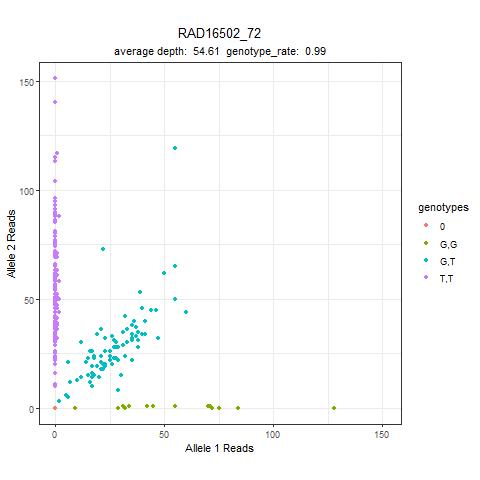 RAD16502_72
average depth: 54.61 genotype_rate: 0.99
150
100
50
0
Allele 2 Reads
0 50 100 150
Allele 1 Reads
genotypes
0
G,G
G,T
T,T